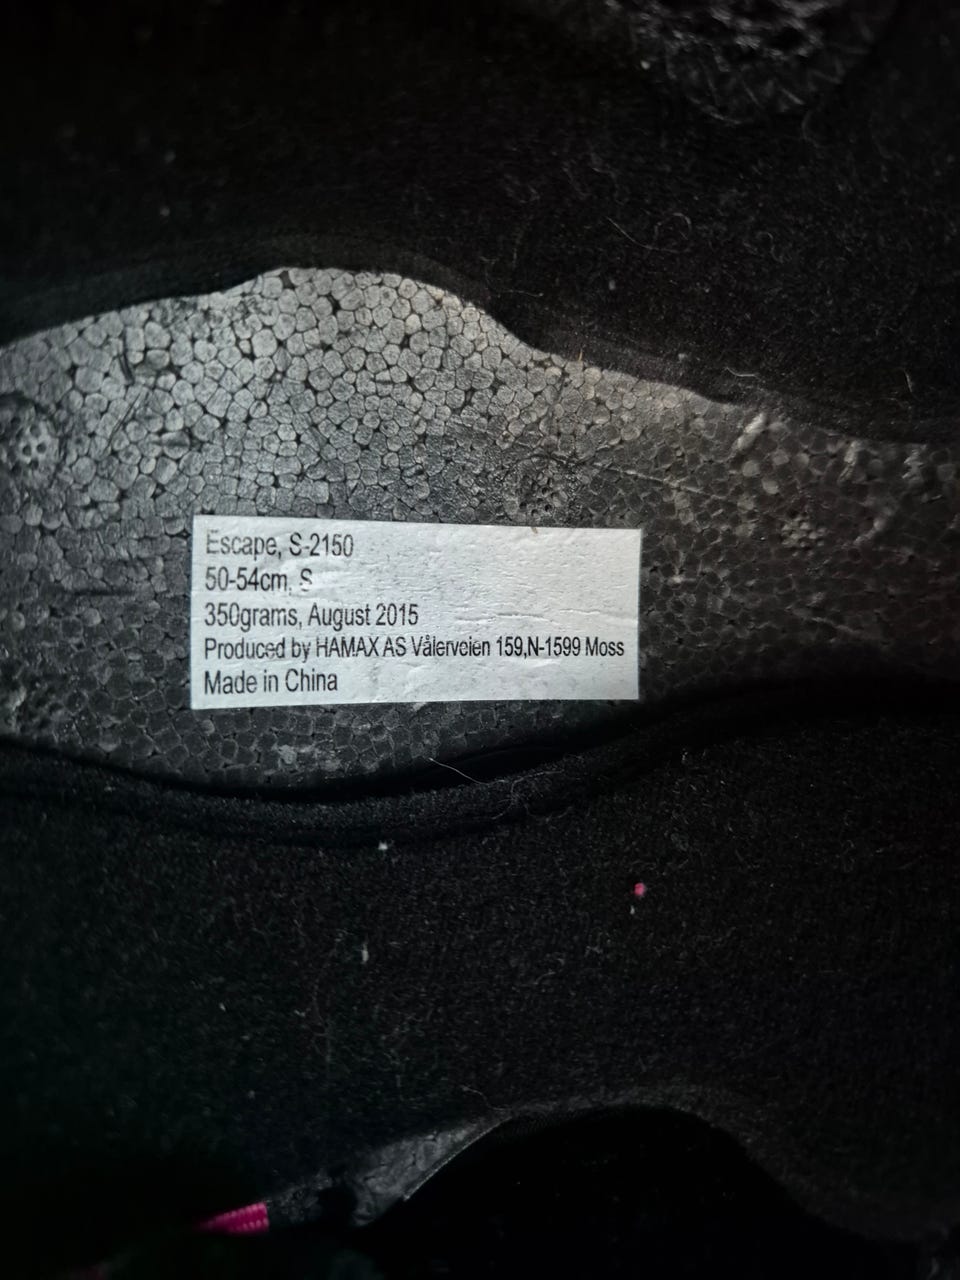 Escape, S-2150
50-54cm, S
350grams, August 2015
Produced by HAMAX AS Vålerveien 159,N-1599 Moss
Made in China